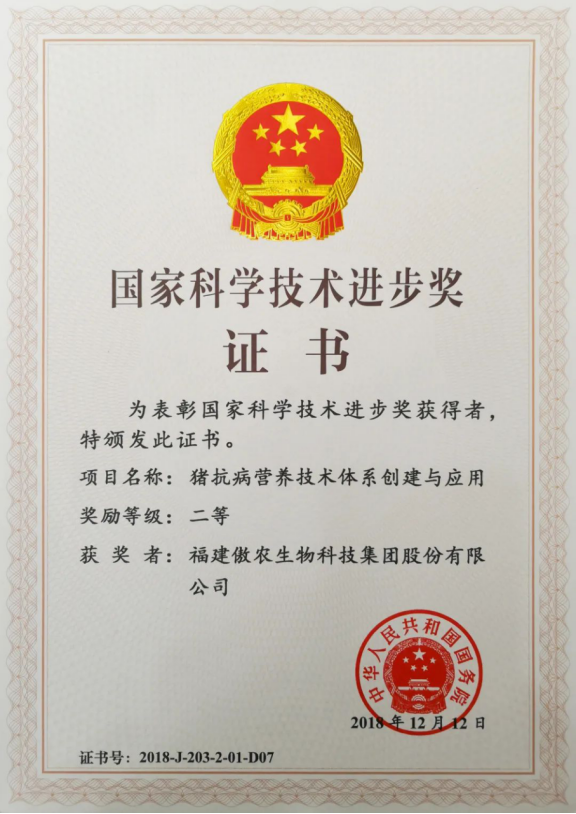 国家科学技术进步奖
证书
为表彰国家科学技术进步奖获得者，
特颁发此证书。
项目名称：猪抗病营养技术体系创建与应用
奖励等级：二等
获奖者：福建傲农生物科技集团股份有限
公司
中华人民共和国国务院
2018年12月12日
证书号：2018-J-203-2-01-D07